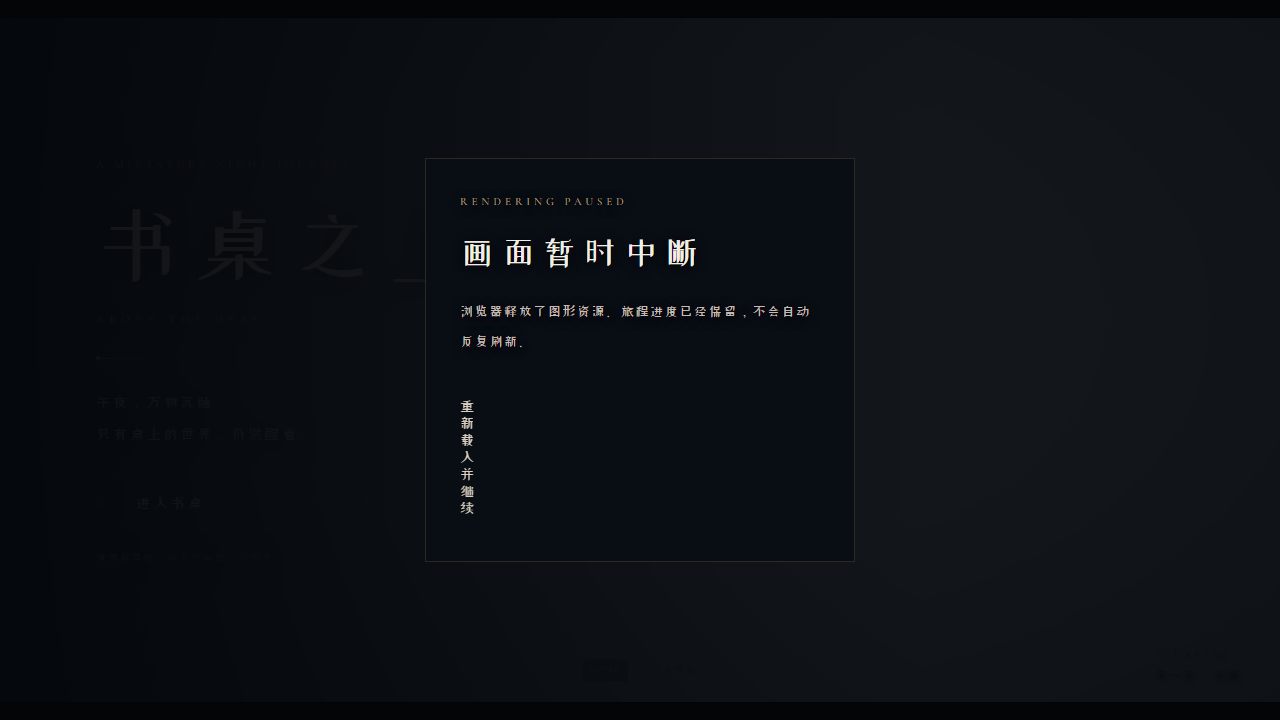 RENDERING PAUSED
画面暂时中断
浏览器释放了图形资源。旅程进度已经保留，不会自动
反复刷新。
重新载入并继续
书桌之
午夜，万物沉睡
只有桌上的世界，仍然醒着
进入书桌